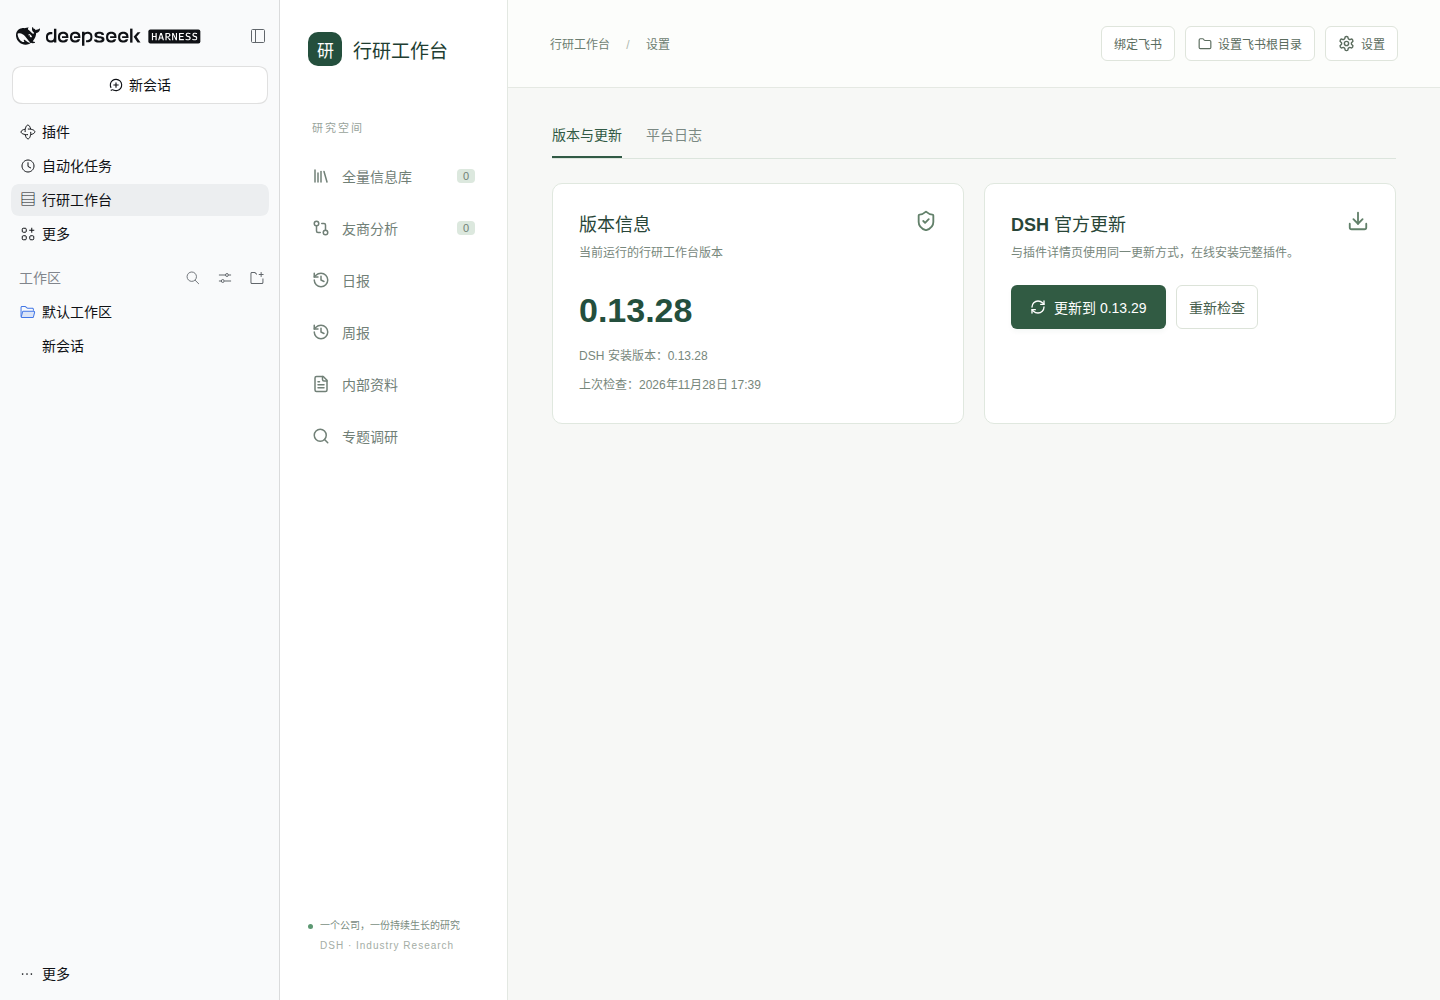 deepseek HARNESS
新会话
插件
自动化任务
行研工作台
更多
工作区
默认工作区
新会话
更多
研 行研工作台
研究空间
全量信息库 0
友商分析 0
日报
周报
内部资料
专题调研
一个公司，一份持续生长的研究
DSH · Industry Research
行研工作台 / 设置
绑定飞书 设置飞书根目录 设置
版本与更新 平台日志
版本信息
当前运行的行研工作台版本
0.13.28
DSH 安装版本：0.13.28
上次检查：2026年11月28日 17:39
DSH 官方更新
与插件详情页使用同一更新方式，在线安装完整插件。
更新到 0.13.29 重新检查